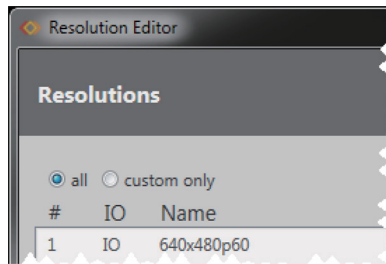 Resolution Editor
Resolutions
all custom only
# IO Name
1 IO 640x480p60